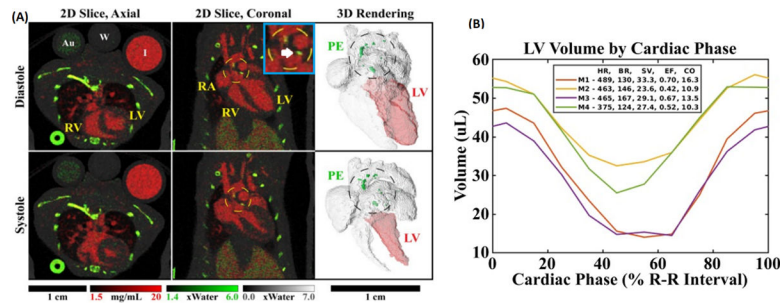 (A)
2D Slice, Axial
2D Slice, Coronal
3D Rendering
Diastole
Au
W
I
RV
LV
RA
RV
LV
PE
LV
Systole
PE
LV
1 cm
1.5 mg/mL 20
1.4 xWater 6.0
0.0 xWater 7.0
1 cm
(B)
LV Volume by Cardiac Phase
HR, BR, SV, EF, CO
M1 - 489, 130, 33.3, 0.70, 16.3
M2 - 463, 146, 23.6, 0.42, 10.9
M3 - 465, 167, 29.1, 0.67, 13.5
M4 - 375, 124, 27.4, 0.52, 10.3
Volume (uL)
60
50
40
30
20
10
0 20 40 60 80 100
Cardiac Phase (% R-R Interval)